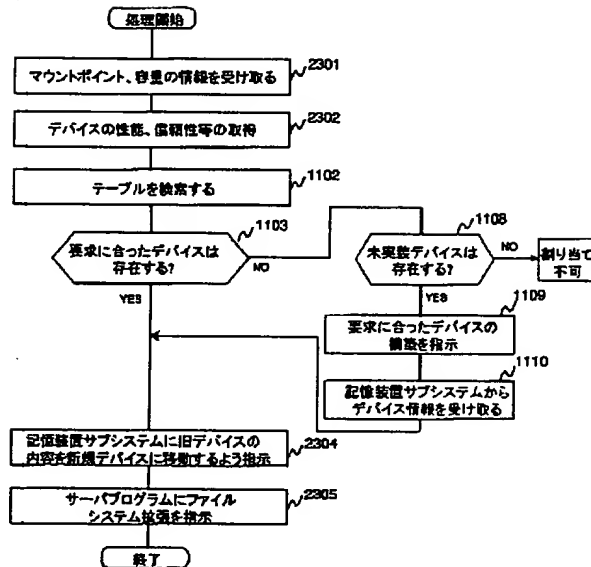 処理開始
マウントポイント、容量の情報を受け取る
2301
デバイスの性能、信頼性等の取得
2302
テーブルを検索する
1102
要求に合ったデバイスは
存在する?
1103
NO
YES
未実装デバイスは
存在する?
1108
NO
YES
割り当て
不可
要求に合ったデバイスの
構築を指示
1109
記憶装置サブシステムから
デバイス情報を受け取る
1110
記憶装置サブシステムに旧デバイスの
内容を新規デバイスに移動するよう指示
2304
サーバプログラムにファイル
システム拡張を指示
2305
終了